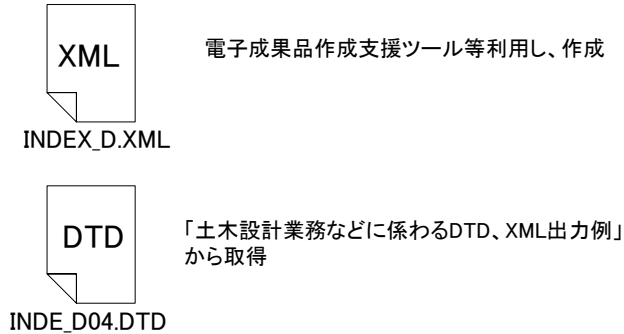 XML
電子成果品作成支援ツール等利用し、作成
INDEX_D.XML
DTD
「土木設計業務などに係わるDTD、XML出力例」
から取得
INDE_D04.DTD